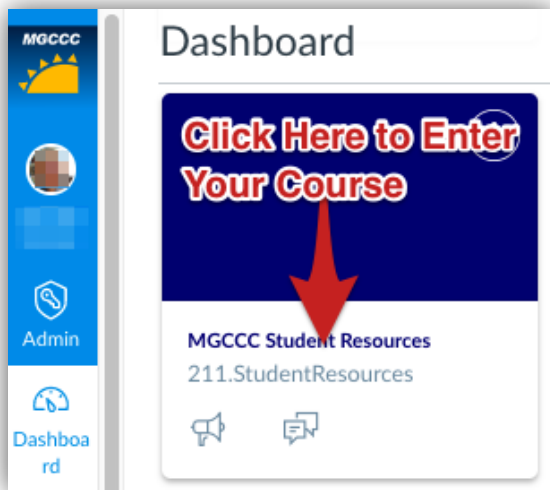 MGCCC
Dashboard
Click Here to Enter
Your Course
MGCCC Student Resources
211.StudentResources
Admin
Dashboa
rd